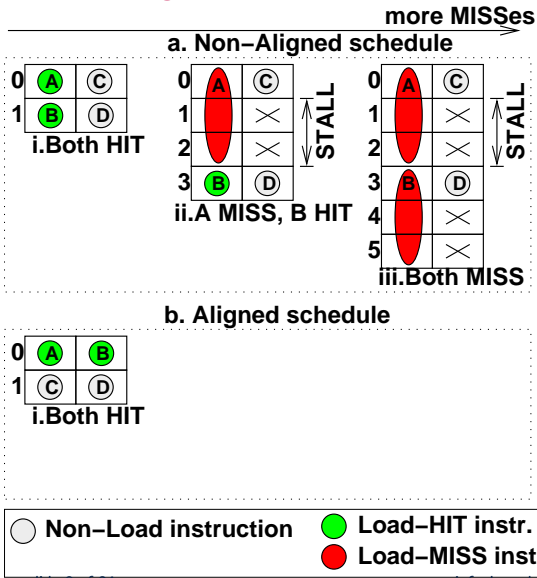 more MISSes
a. Non-Aligned schedule
0 A C
1 B D
i.Both HIT
0 A C
1
2
3 B D
STALL
ii.A MISS, B HIT
0 A C
1
2
3 B D
4
5
STALL
iii.Both MISS
b. Aligned schedule
0 A B
1 C D
i.Both HIT
Non-Load instruction
Load-HIT instr.
Load-MISS inst